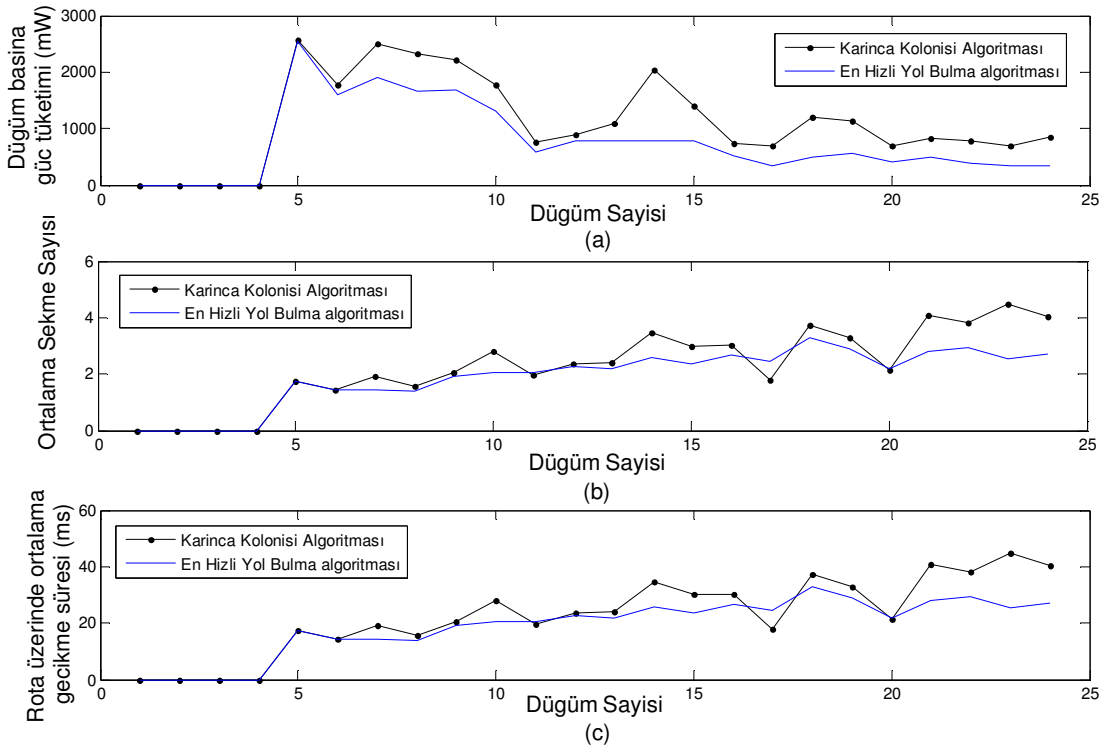 3000
2000
1000
0
0
5
10
15
20
25
Dügüm basina
güc tüketimi (mW)
Karinca Kolonisi Algoritması
En Hizli Yol Bulma algoritması
Dügüm Sayisi
(a)
6
4
2
0
0
5
10
15
20
25
Ortalama Sekme Sayısı
Karinca Kolonisi Algoritması
En Hizli Yol Bulma algoritması
Dügüm Sayisi
(b)
60
40
20
0
0
5
10
15
20
25
Rota üzerinde ortalama
gecikme süresi (ms)
Karinca Kolonisi Algoritması
En Hizli Yol Bulma algoritması
Dügüm Sayisi
(c)